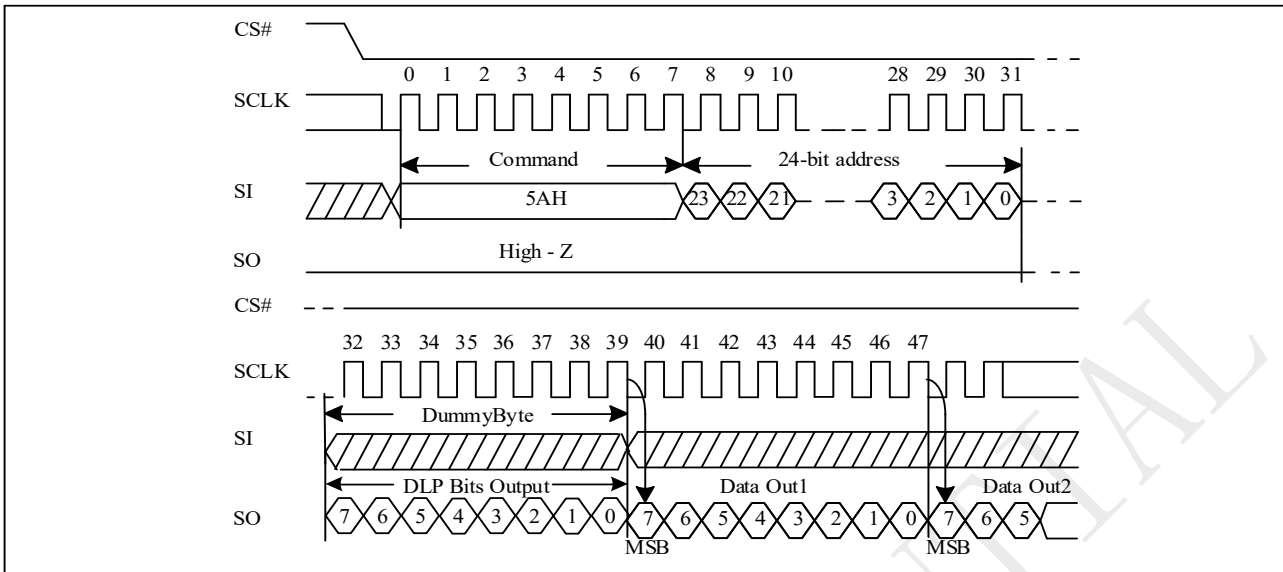 CS#
0 1 2 3 4 5 6 7 8 9 10 28 29 30 31
SCLK
Command 24-bit address
SI 5AH 23 22 21 3 2 1 0
High - Z
SO
CS#
32 33 34 35 36 37 38 39 40 41 42 43 44 45 46 47
SCLK
DummyByte
SI
DLP Bits Output Data Out1 Data Out2
SO 7 6 5 4 3 2 1 0 7 6 5 4 3 2 1 0 7 6 5
MSB MSB